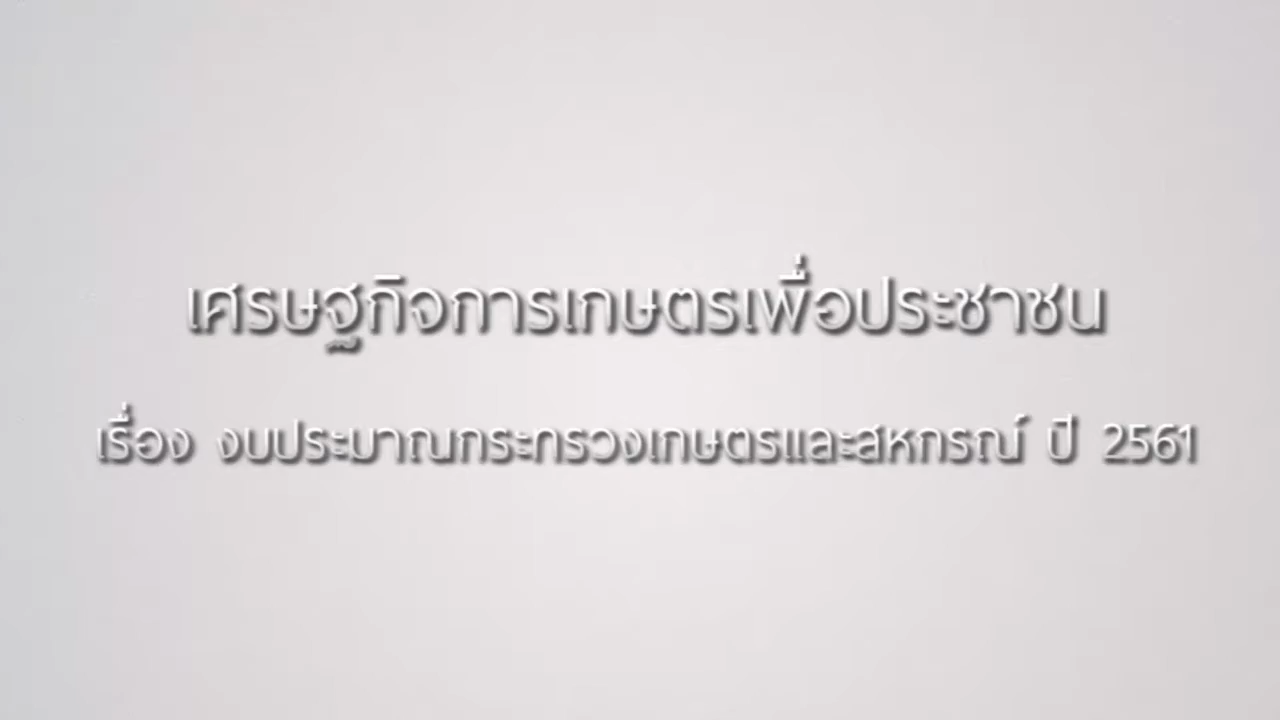 เศรษฐกิจการเกษตรเพื่อประชาชน
เรื่อง งบประมาณกระทรวงเกษตรและสหกรณ์ ปี 2561